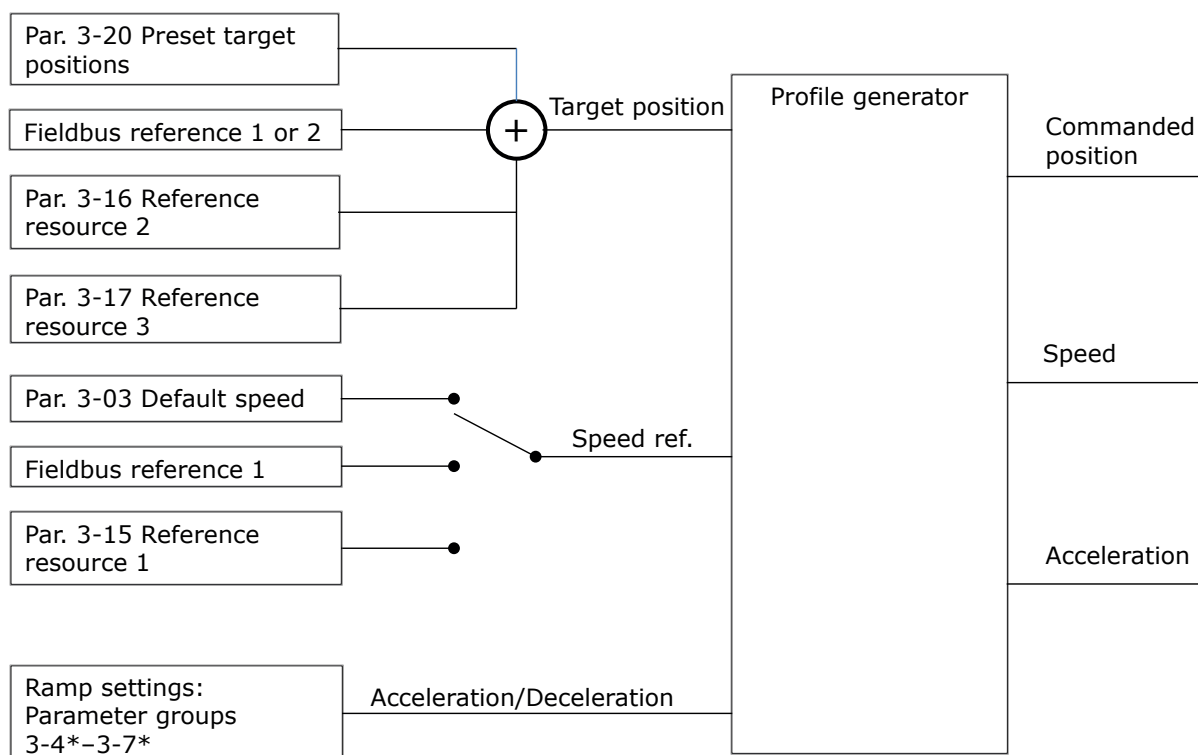 Par. 3-20 Preset target
positions
Fieldbus reference 1 or 2
Par. 3-16 Reference
resource 2
Par. 3-17 Reference
resource 3
Par. 3-03 Default speed
Fieldbus reference 1
Par. 3-15 Reference
resource 1
Ramp settings:
Parameter groups
3-4*–3-7*
+
Target position
Speed ref.
Acceleration/Deceleration
Profile generator
Commanded
position
Speed
Acceleration